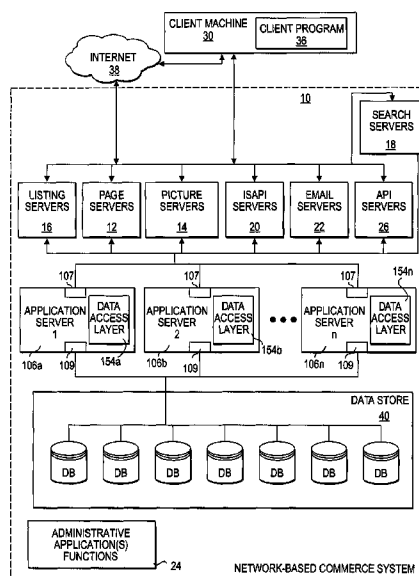 CLIENT MACHINE
30
CLIENT PROGRAM
36
INTERNET
38
10
SEARCH
SERVERS
18
LISTING
SERVERS
16
PAGE
SERVERS
12
PICTURE
SERVERS
14
ISAPI
SERVERS
20
EMAIL
SERVERS
22
API
SERVERS
26
107
107
107
154n
APPLICATION
SERVER
1
DATA
ACCESS
LAYER
APPLICATION
SERVER
2
DATA
ACCESS
LAYER
APPLICATION
SERVER
n
DATA
ACCESS
LAYER
106a
154a
109
106b
109
154b
106n
109
DATA STORE
40
DB
DB
DB
DB
DB
DB
DB
ADMINISTRATIVE
APPLICATION(S)
FUNCTIONS
24
NETWORK-BASED COMMERCE SYSTEM